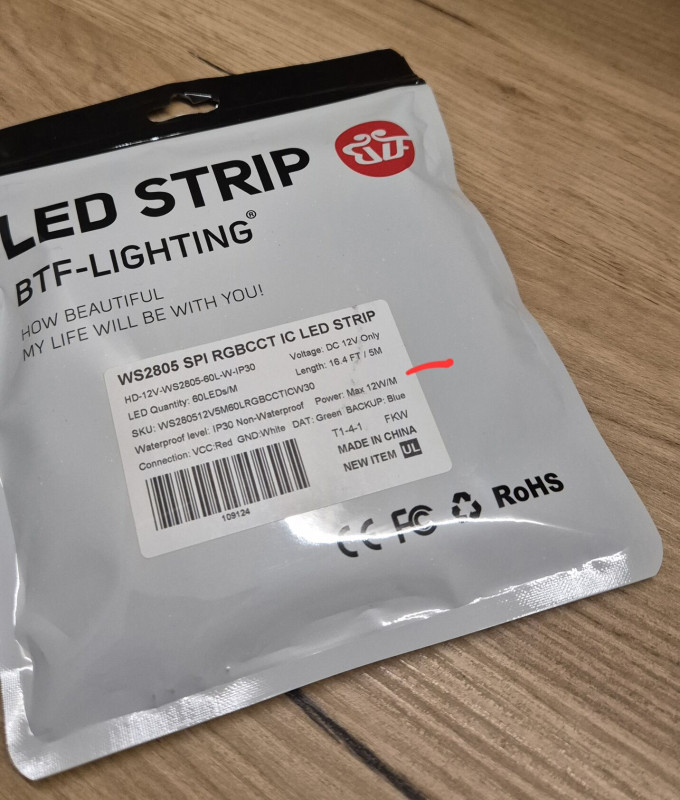 LED STRIP
BTF-LIGHTING®
HOW BEAUTIFUL
MY LIFE WILL BE WITH YOU!
WS2805 SPI RGBCCT IC LED STRIP
HD-12V-WS2805-60L-W-IP30 Voltage: DC 12V Only
LED Quantity: 60LEDs/M Length: 16.4 FT / 5M
SKU: WS280512V5M60LRGBCCTICW30
Waterproof level: IP30 Non-Waterproof Power: Max 12W/M
Connection: VCC:Red GND:White DAT: Green BACKUP: Blue
T1-4-1 FKW
MADE IN CHINA
NEW ITEM UL
109124
CE FC RoHS